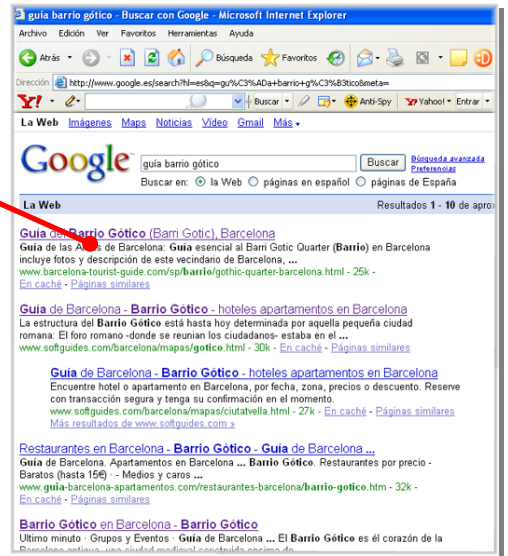 guia barrio gótico - Buscar con Google - Microsoft Internet Explorer
Archivo Edición Ver Favoritos Herramientas Ayuda
Atrás Búsqueda Favoritos
Dirección http://www.google.es/search?hl=es&q=gu%C3%ADa+barrio+g%C3%B3tico&meta=
Y! Buscar Anti-Spy Yahoo! Entrar
La Web Imágenes Maps Noticias Vídeo Gmail Más
Google guia barrio gótico Buscar Búsqueda avanzada
Preferencias
Buscar en: la Web páginas en español páginas de España
La Web Resultados 1 - 10 de apro
Guía del Barrio Gótico (Barri Gotic), Barcelona
Guía de las de Barcelona: Guía esencial al Barri Gotic Quarter (Barrio) en Barcelona
incluye fotos y descripción de este vecindario de Barcelona, ...
www.barcelona-tourist-guide.com/sp/barrio/gothic-quarter-barcelona.html - 25k -
En caché - Páginas similares
Guía de Barcelona - Barrio Gótico - hoteles apartamentos en Barcelona
La estructura del Barrio Gótico está hasta hoy determinada por aquella pequeña ciudad
romana: El foro romano -donde se reunian los ciudadanos- estaba en el ...
www.softguides.com/barcelona/mapas/gotico.html - 30k - En caché - Páginas similares
Guía de Barcelona - Barrio Gótico - hoteles apartamentos en Barcelona
Encuentre hotel o apartamento en Barcelona, por fecha, zona, precios o descuento. Reserve
con transacción segura y tenga su confirmación en el momento.
www.softguides.com/barcelona/mapas/ciutatvella.html - 27k - En caché - Páginas similares
Más resultados de www.softguides.com »
Restaurantes en Barcelona - Barrio Gótico - Guía de Barcelona ...
Guía de Barcelona. Apartamentos en Barcelona ... Barrio Gótico. Restaurantes por precio -
Baratos (hasta 15€) · - Medios y caros ...
www.guia-barcelona-apartamentos.com/restaurantes-barcelona/barrio-gotico.htm - 32k -
En caché - Páginas similares
Barrio Gótico en Barcelona - Barrio Gótico
Ultimo minuto · Grupos y Eventos · Guía de Barcelona ... El Barrio Gótico es él corazón de la
Barcelona antigua, una ciudad medieval construida encima de